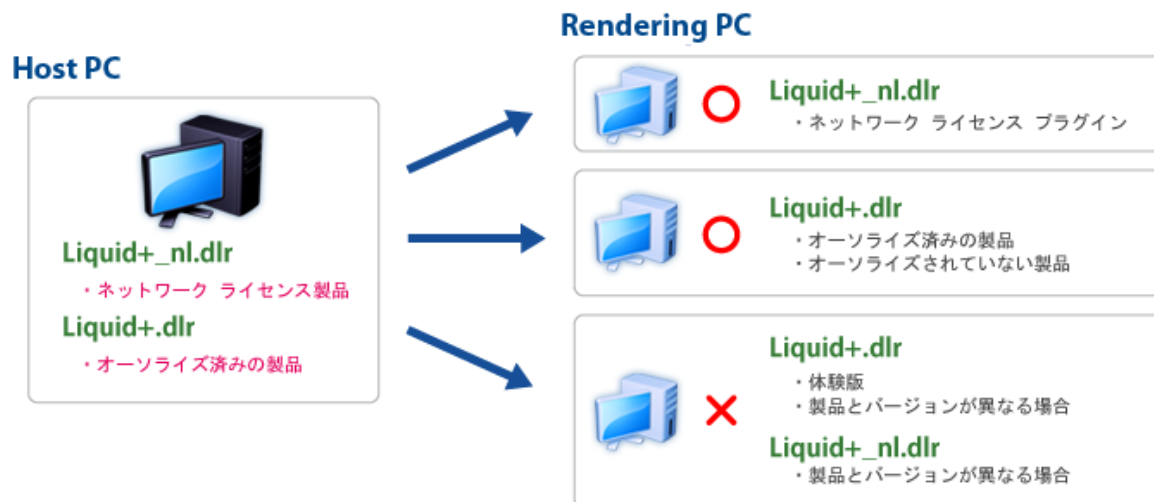 Host PC
Liquid+_nl.dlr
・ネットワーク ライセンス製品
Liquid+.dlr
・オーソライズ済みの製品
Rendering PC
Liquid+_nl.dlr
・ネットワーク ライセンス プラグイン
Liquid+.dlr
・オーソライズ済みの製品
・オーソライズされていない製品
Liquid+.dlr
・体験版
・製品とバージョンが異なる場合
Liquid+_nl.dlr
・製品とバージョンが異なる場合